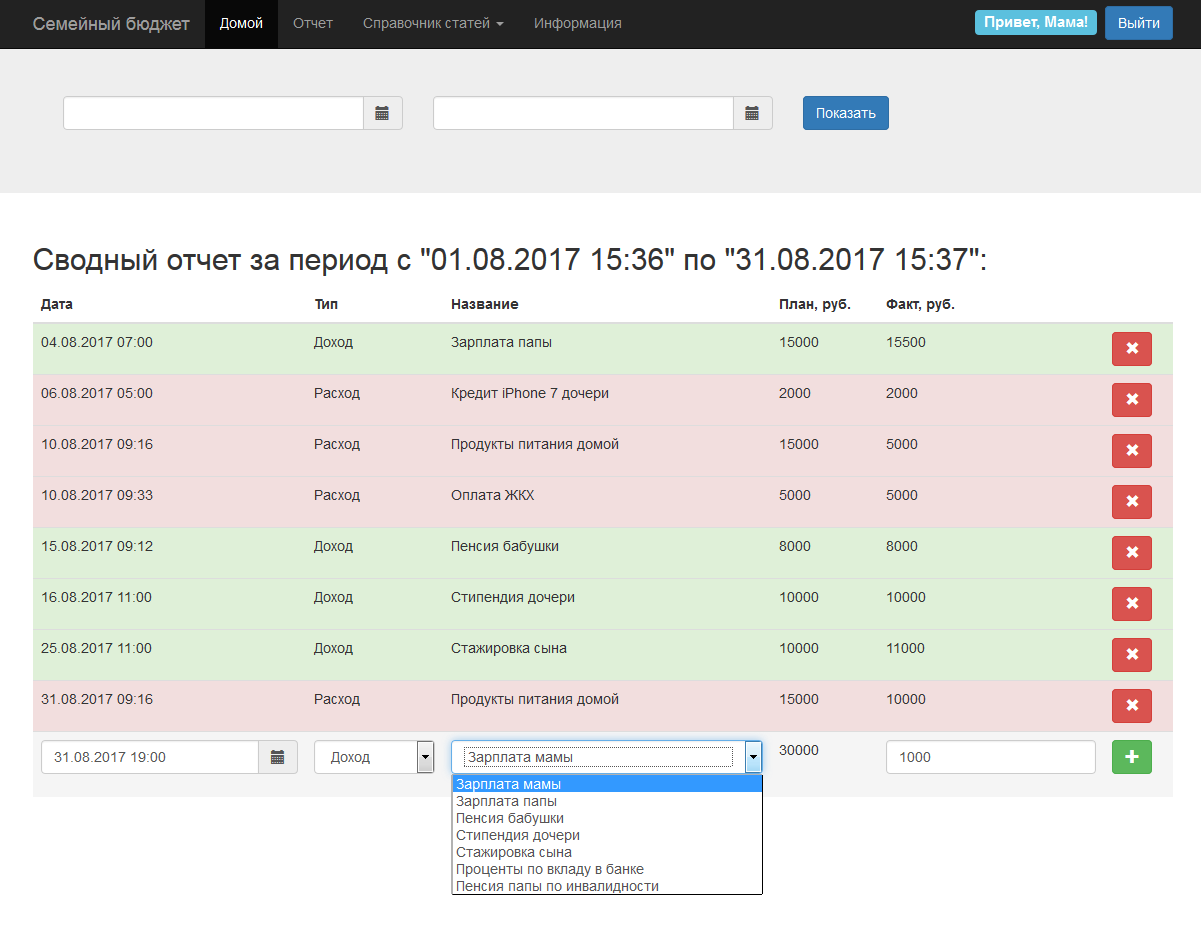 Семейный бюджет Домой Отчет Справочник статей Информация Привет, Мама! Выйти
Показать
Сводный отчет за период с "01.08.2017 15:36" по "31.08.2017 15:37":
Дата Тип Название План, руб. Факт, руб.
04.08.2017 07:00 Доход Зарплата папы 15000 15500
06.08.2017 05:00 Расход Кредит iPhone 7 дочери 2000 2000
10.08.2017 09:16 Расход Продукты питания домой 15000 5000
10.08.2017 09:33 Расход Оплата ЖКХ 5000 5000
15.08.2017 09:12 Доход Пенсия бабушки 8000 8000
16.08.2017 11:00 Доход Стипендия дочери 10000 10000
25.08.2017 11:00 Доход Стажировка сына 10000 11000
31.08.2017 09:16 Расход Продукты питания домой 15000 10000
31.08.2017 19:00 Доход Зарплата мамы 30000 1000
Зарплата мамы
Зарплата папы
Пенсия бабушки
Стипендия дочери
Стажировка сына
Проценты по вкладу в банке
Пенсия папы по инвалидности